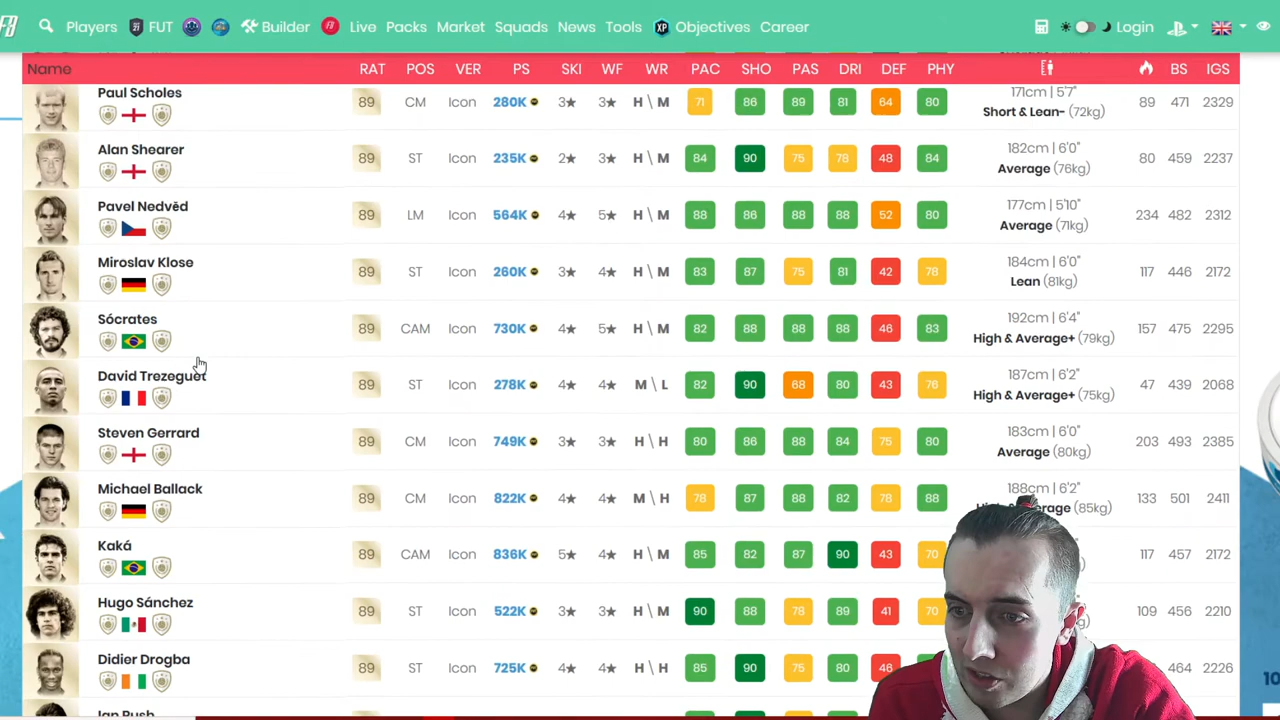 Players FUT Builder Live Packs Market Squads News Tools XP Objectives Career Login
Name RAT POS VER PS SKI WF WR PAC SHO PAS DRI DEF PHY BS IGS
Paul Scholes 89 CM Icon 280K 3★ 3★ H \ M 71 86 89 81 64 80 171cm | 5'7" 89 471 2329
Short & Lean- (72kg)
Alan Shearer 89 ST Icon 235K 2★ 3★ H \ M 84 90 75 78 48 84 182cm | 6'0" 80 459 2237
Average (76kg)
Pavel Nedvěd 89 LM Icon 564K 4★ 5★ H \ M 88 86 88 88 52 80 177cm | 5'10" 234 482 2312
Average (71kg)
Miroslav Klose 89 ST Icon 260K 3★ 4★ H \ M 83 87 75 81 42 78 184cm | 6'0" 117 446 2172
Lean (81kg)
Sócrates 89 CAM Icon 730K 4★ 5★ H \ M 82 88 88 88 46 83 192cm | 6'4" 157 475 2295
High & Average+ (79kg)
David Trezeguet 89 ST Icon 278K 4★ 4★ M \ L 82 90 68 80 43 76 187cm | 6'2" 47 439 2068
High & Average+ (75kg)
Steven Gerrard 89 CM Icon 749K 3★ 3★ H \ H 80 86 88 84 75 80 183cm | 6'0" 203 493 2385
Average (80kg)
Michael Ballack 89 CM Icon 822K 4★ 4★ M \ H 78 87 88 82 78 88 188cm | 6'2" 133 501 2411
(85kg)
Kaká 89 CAM Icon 836K 5★ 4★ H \ M 85 82 87 90 43 70 117 457 2172
Hugo Sánchez 89 ST Icon 522K 3★ 3★ H \ M 90 88 78 89 41 70 109 456 2210
Didier Drogba 89 ST Icon 725K 4★ 4★ H \ H 85 90 75 80 46 464 2226
Ian Rush
10